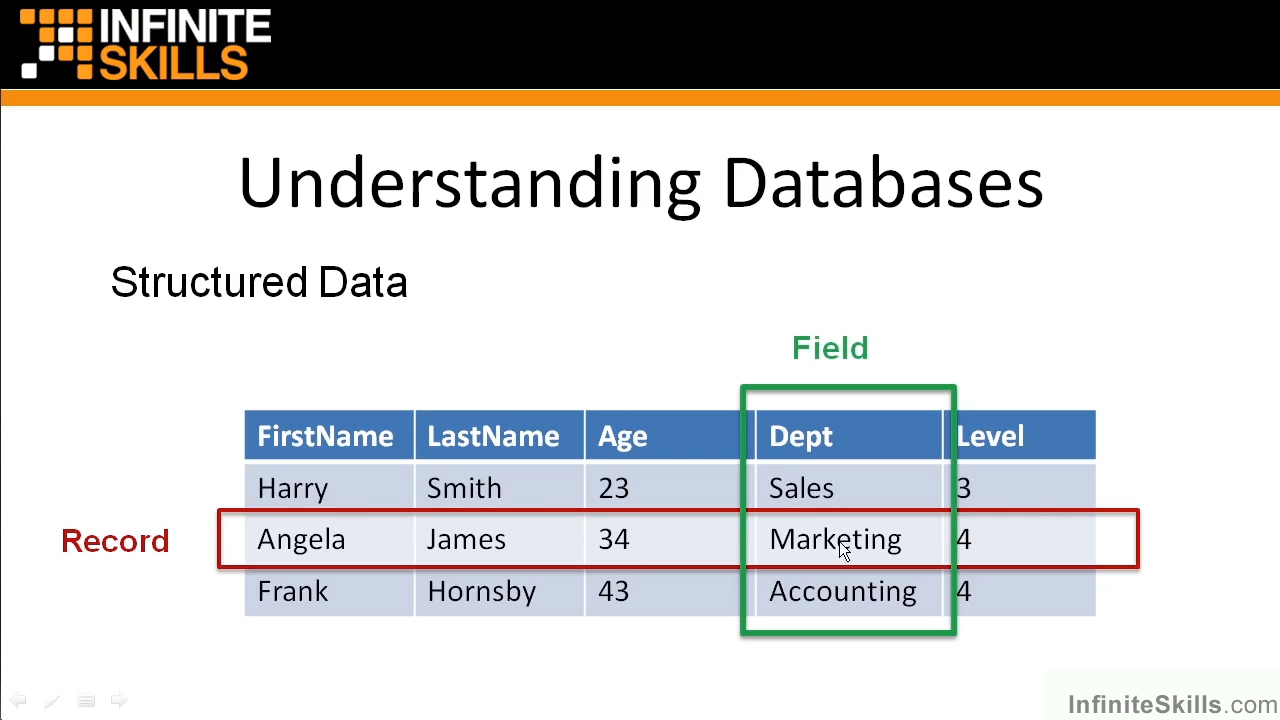 INFINITE
SKILLS
Understanding Databases
Structured Data
Field
FirstName LastName Age Dept Level
Harry Smith 23 Sales 3
Record Angela James 34 Marketing 4
Frank Hornsby 43 Accounting 4
InfiniteSkills.com